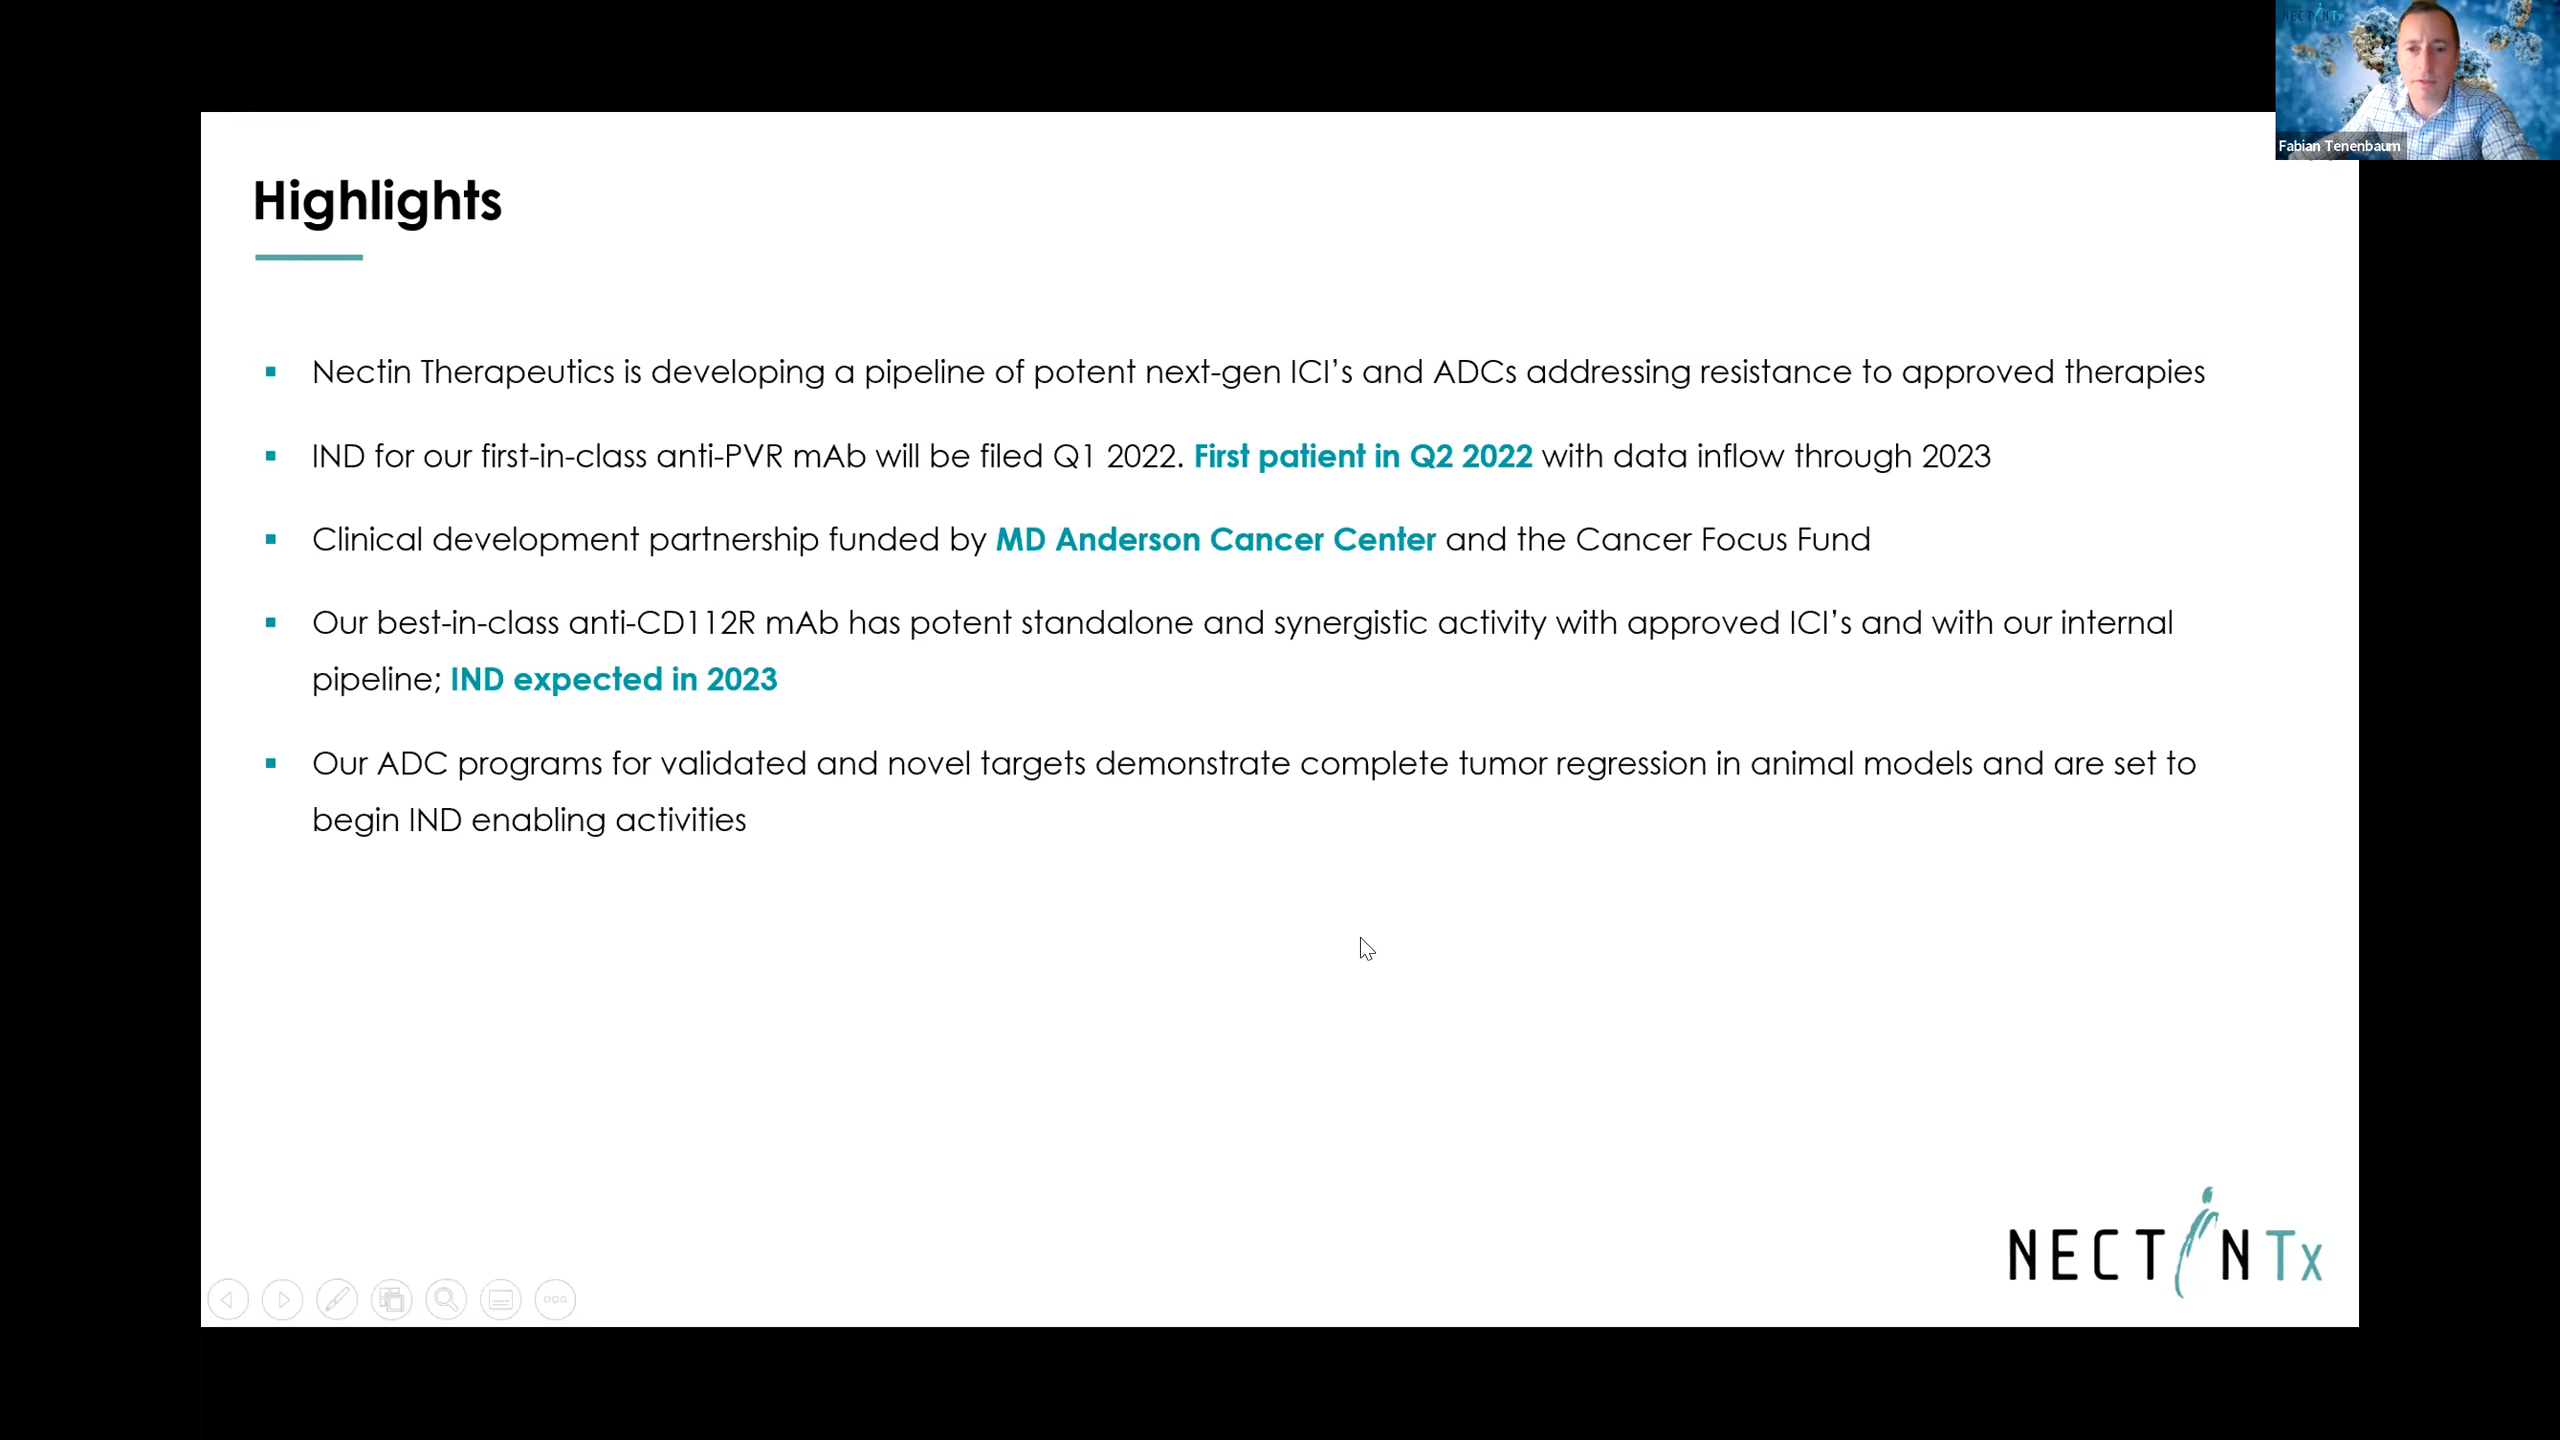 NECTINTx
Fabian Tenenbaum
Highlights
Nectin Therapeutics is developing a pipeline of potent next-gen ICI’s and ADCs addressing resistance to approved therapies
IND for our first-in-class anti-PVR mAb will be filed Q1 2022. First patient in Q2 2022 with data inflow through 2023
Clinical development partnership funded by MD Anderson Cancer Center and the Cancer Focus Fund
Our best-in-class anti-CD112R mAb has potent standalone and synergistic activity with approved ICI’s and with our internal
pipeline; IND expected in 2023
Our ADC programs for validated and novel targets demonstrate complete tumor regression in animal models and are set to
begin IND enabling activities
NECTINTx